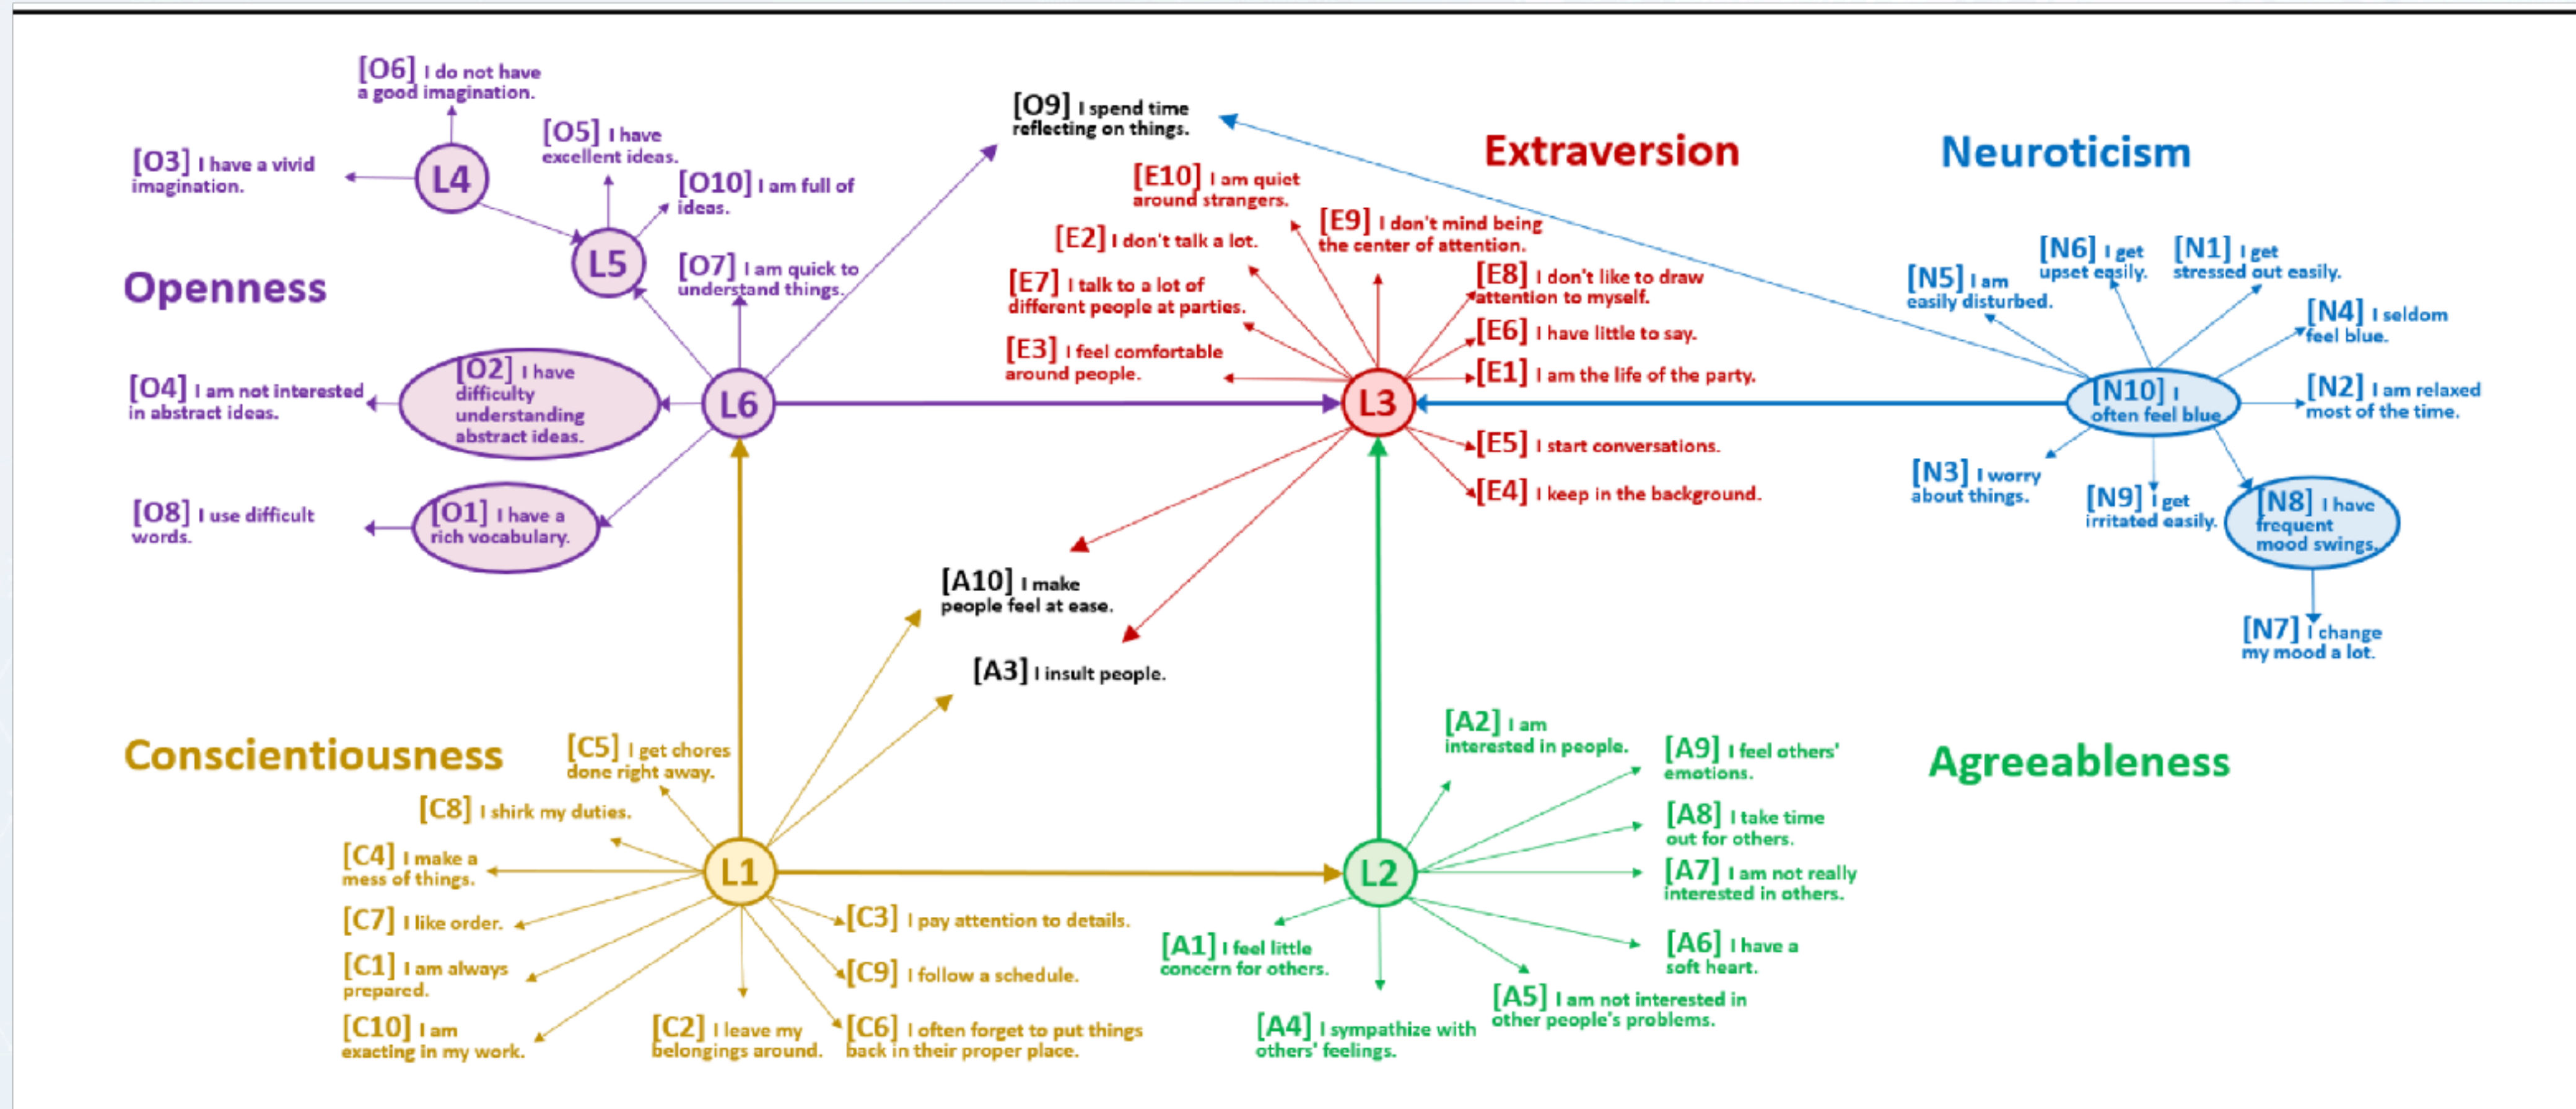 [O6] I do not have
a good imagination.
[O3] I have a vivid
imagination.
L4
[O5] I have
excellent ideas.
[O10] I am full of
ideas.
L5
Openness
[O7] I am quick to
understand things.
[O4] I am not interested
in abstract ideas.
[O2] I have
difficulty
understanding
abstract ideas.
L6
[O8] I use difficult
words.
[O1] I have a
rich vocabulary.
[O9] I spend time
reflecting on things.
Extraversion
[E10] I am quiet
around strangers.
[E9] I don't mind being
the center of attention.
[E2] I don't talk a lot.
[E7] I talk to a lot of
different people at parties.
[E8] I don't like to draw
attention to myself.
[E6] I have little to say.
[E3] I feel comfortable
around people.
[E1] I am the life of the party.
L3
[E5] I start conversations.
[E4] I keep in the background.
Neuroticism
[N6] I get
upset easily.
[N1] I get
stressed out easily.
[N5] I am
easily disturbed.
[N4] I seldom
feel blue.
[N10] I
often feel blue
[N2] I am relaxed
most of the time.
[N3] I worry
about things.
[N9] I get
irritated easily.
[N8] I have
frequent
mood swings.
[N7] I change
my mood a lot.
[A10] I make
people feel at ease.
[A3] I insult people.
Conscientiousness
[C5] I get chores
done right away.
[C8] I shirk my duties.
[C4] I make a
mess of things.
L1
[C7] I like order.
[C3] I pay attention to details.
[C1] I am always
prepared.
[C9] I follow a schedule.
[C10] I am
exacting in my work.
[C2] I leave my
belongings around.
[C6] I often forget to put things
back in their proper place.
Agreeableness
[A2] I am
interested in people.
[A9] I feel others'
emotions.
[A8] I take time
out for others.
L2
[A7] I am not really
interested in others.
[A1] I feel little
concern for others.
[A6] I have a
soft heart.
[A5] I am not interested in
other people's problems.
[A4] I sympathize with
others' feelings.